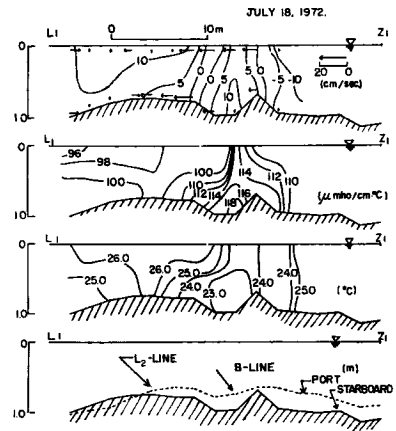 JULY 18, 1972.
L1 0 10m Z1
0
10 5 0 0 5 10 5 0 -5 -10
20 0
(cm/sec)
1.0
L1 Z1
0
96 98 100 100 110 112 114 114 116 118 112 110
(μmho/cm°C)
1.0
L1 Z1
0
26.0 25.0 26.0 25.0 24.0 23.0 24.0 24.0 25.0
(°C)
1.0
L1 Z1
0
L2-LINE B-LINE PORT (m)
STARBOARD
1.0